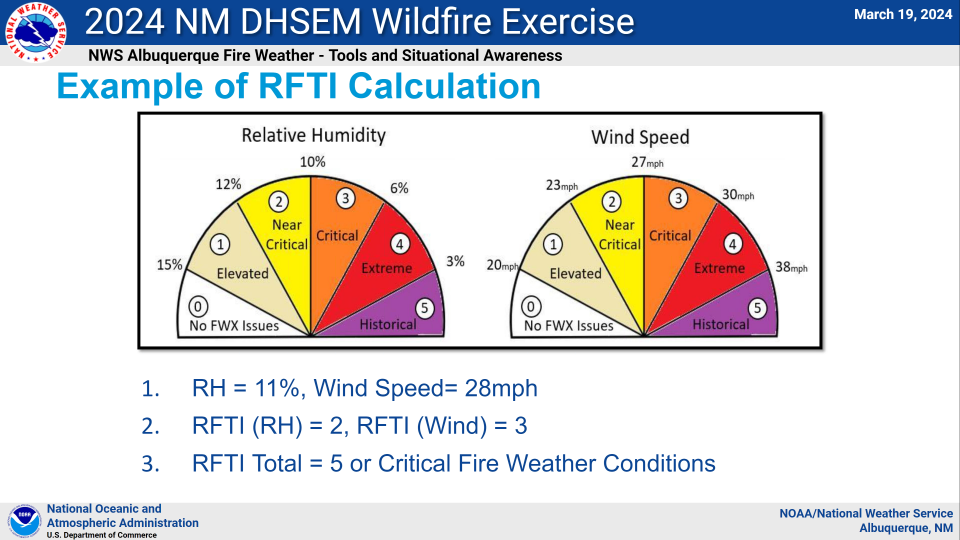 2024 NM DHSEM Wildfire Exercise
March 19, 2024
NATIONAL WEATHER SERVICE
NWS Albuquerque Fire Weather - Tools and Situational Awareness
Example of RFTI Calculation
Relative Humidity
10%
12%
6%
15%
3%
2
3
Near
Critical
Critical
1
4
Elevated
Extreme
0
5
No FWX Issues
Historical
Wind Speed
27mph
23mph
30mph
20mph
38mph
2
3
Near
Critical
Critical
1
4
Elevated
Extreme
0
5
No FWX Issues
Historical
1. RH = 11%, Wind Speed= 28mph
2. RFTI (RH) = 2, RFTI (Wind) = 3
3. RFTI Total = 5 or Critical Fire Weather Conditions
NOAA
National Oceanic and
Atmospheric Administration
U.S. Department of Commerce
NOAA/National Weather Service
Albuquerque, NM